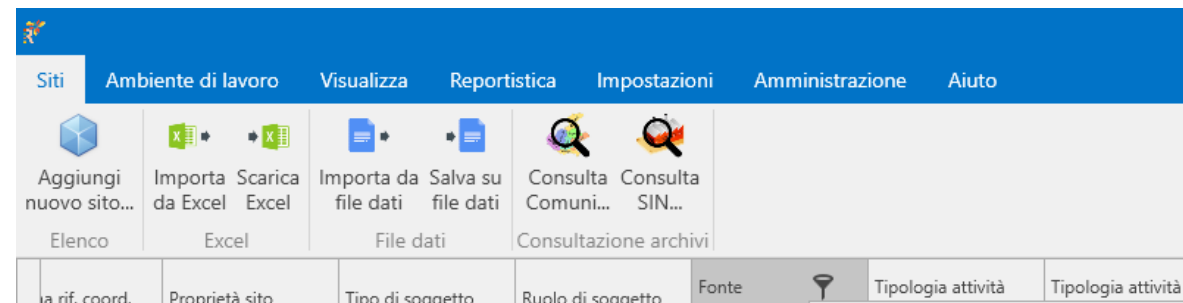 Siti Ambiente di lavoro Visualizza Reportistica Impostazioni Amministrazione Aiuto
Aggiungi Importa Scarica Importa da Salva su Consulta Consulta
nuovo sito... da Excel Excel file dati file dati Comuni... SIN...
Elenco Excel File dati Consultazione archivi
Fonte Tipologia attività Tipologia attività
rif. coord. Proprietà sito Tipo di soggetto Ruolo di soggetto